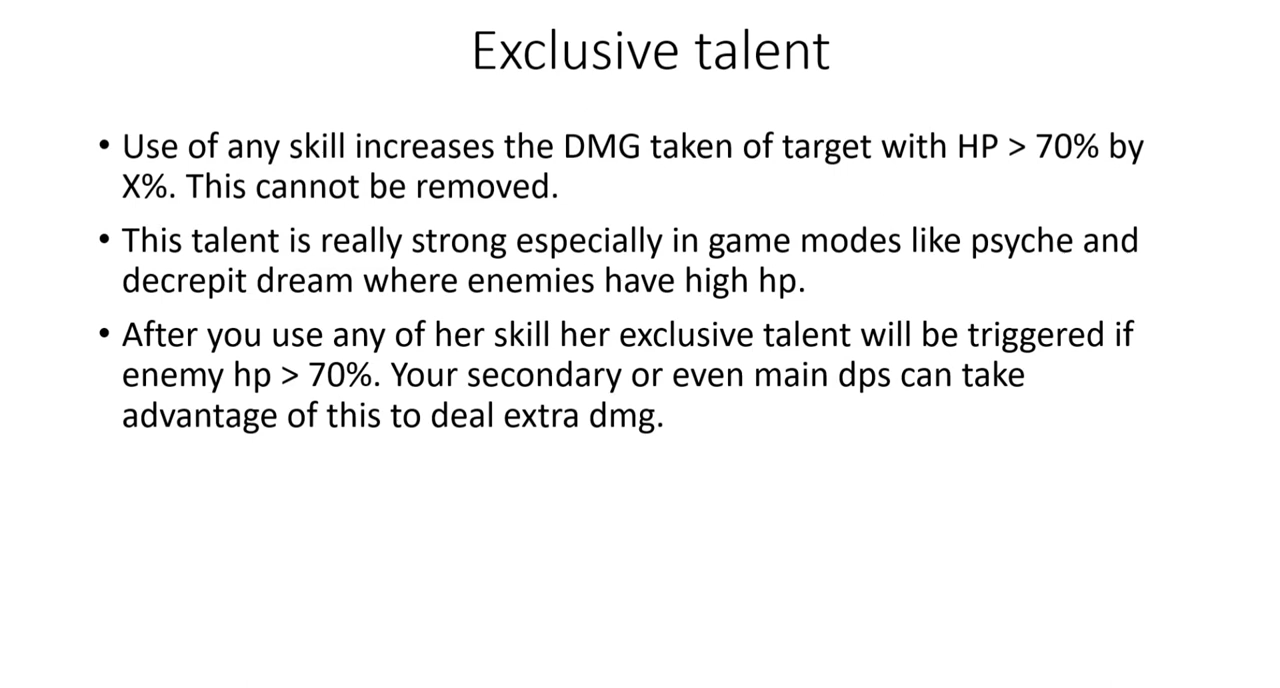 Exclusive talent
• Use of any skill increases the DMG taken of target with HP > 70% by
X%. This cannot be removed.
• This talent is really strong especially in game modes like psyche and
decrepit dream where enemies have high hp.
• After you use any of her skill her exclusive talent will be triggered if
enemy hp > 70%. Your secondary or even main dps can take
advantage of this to deal extra dmg.